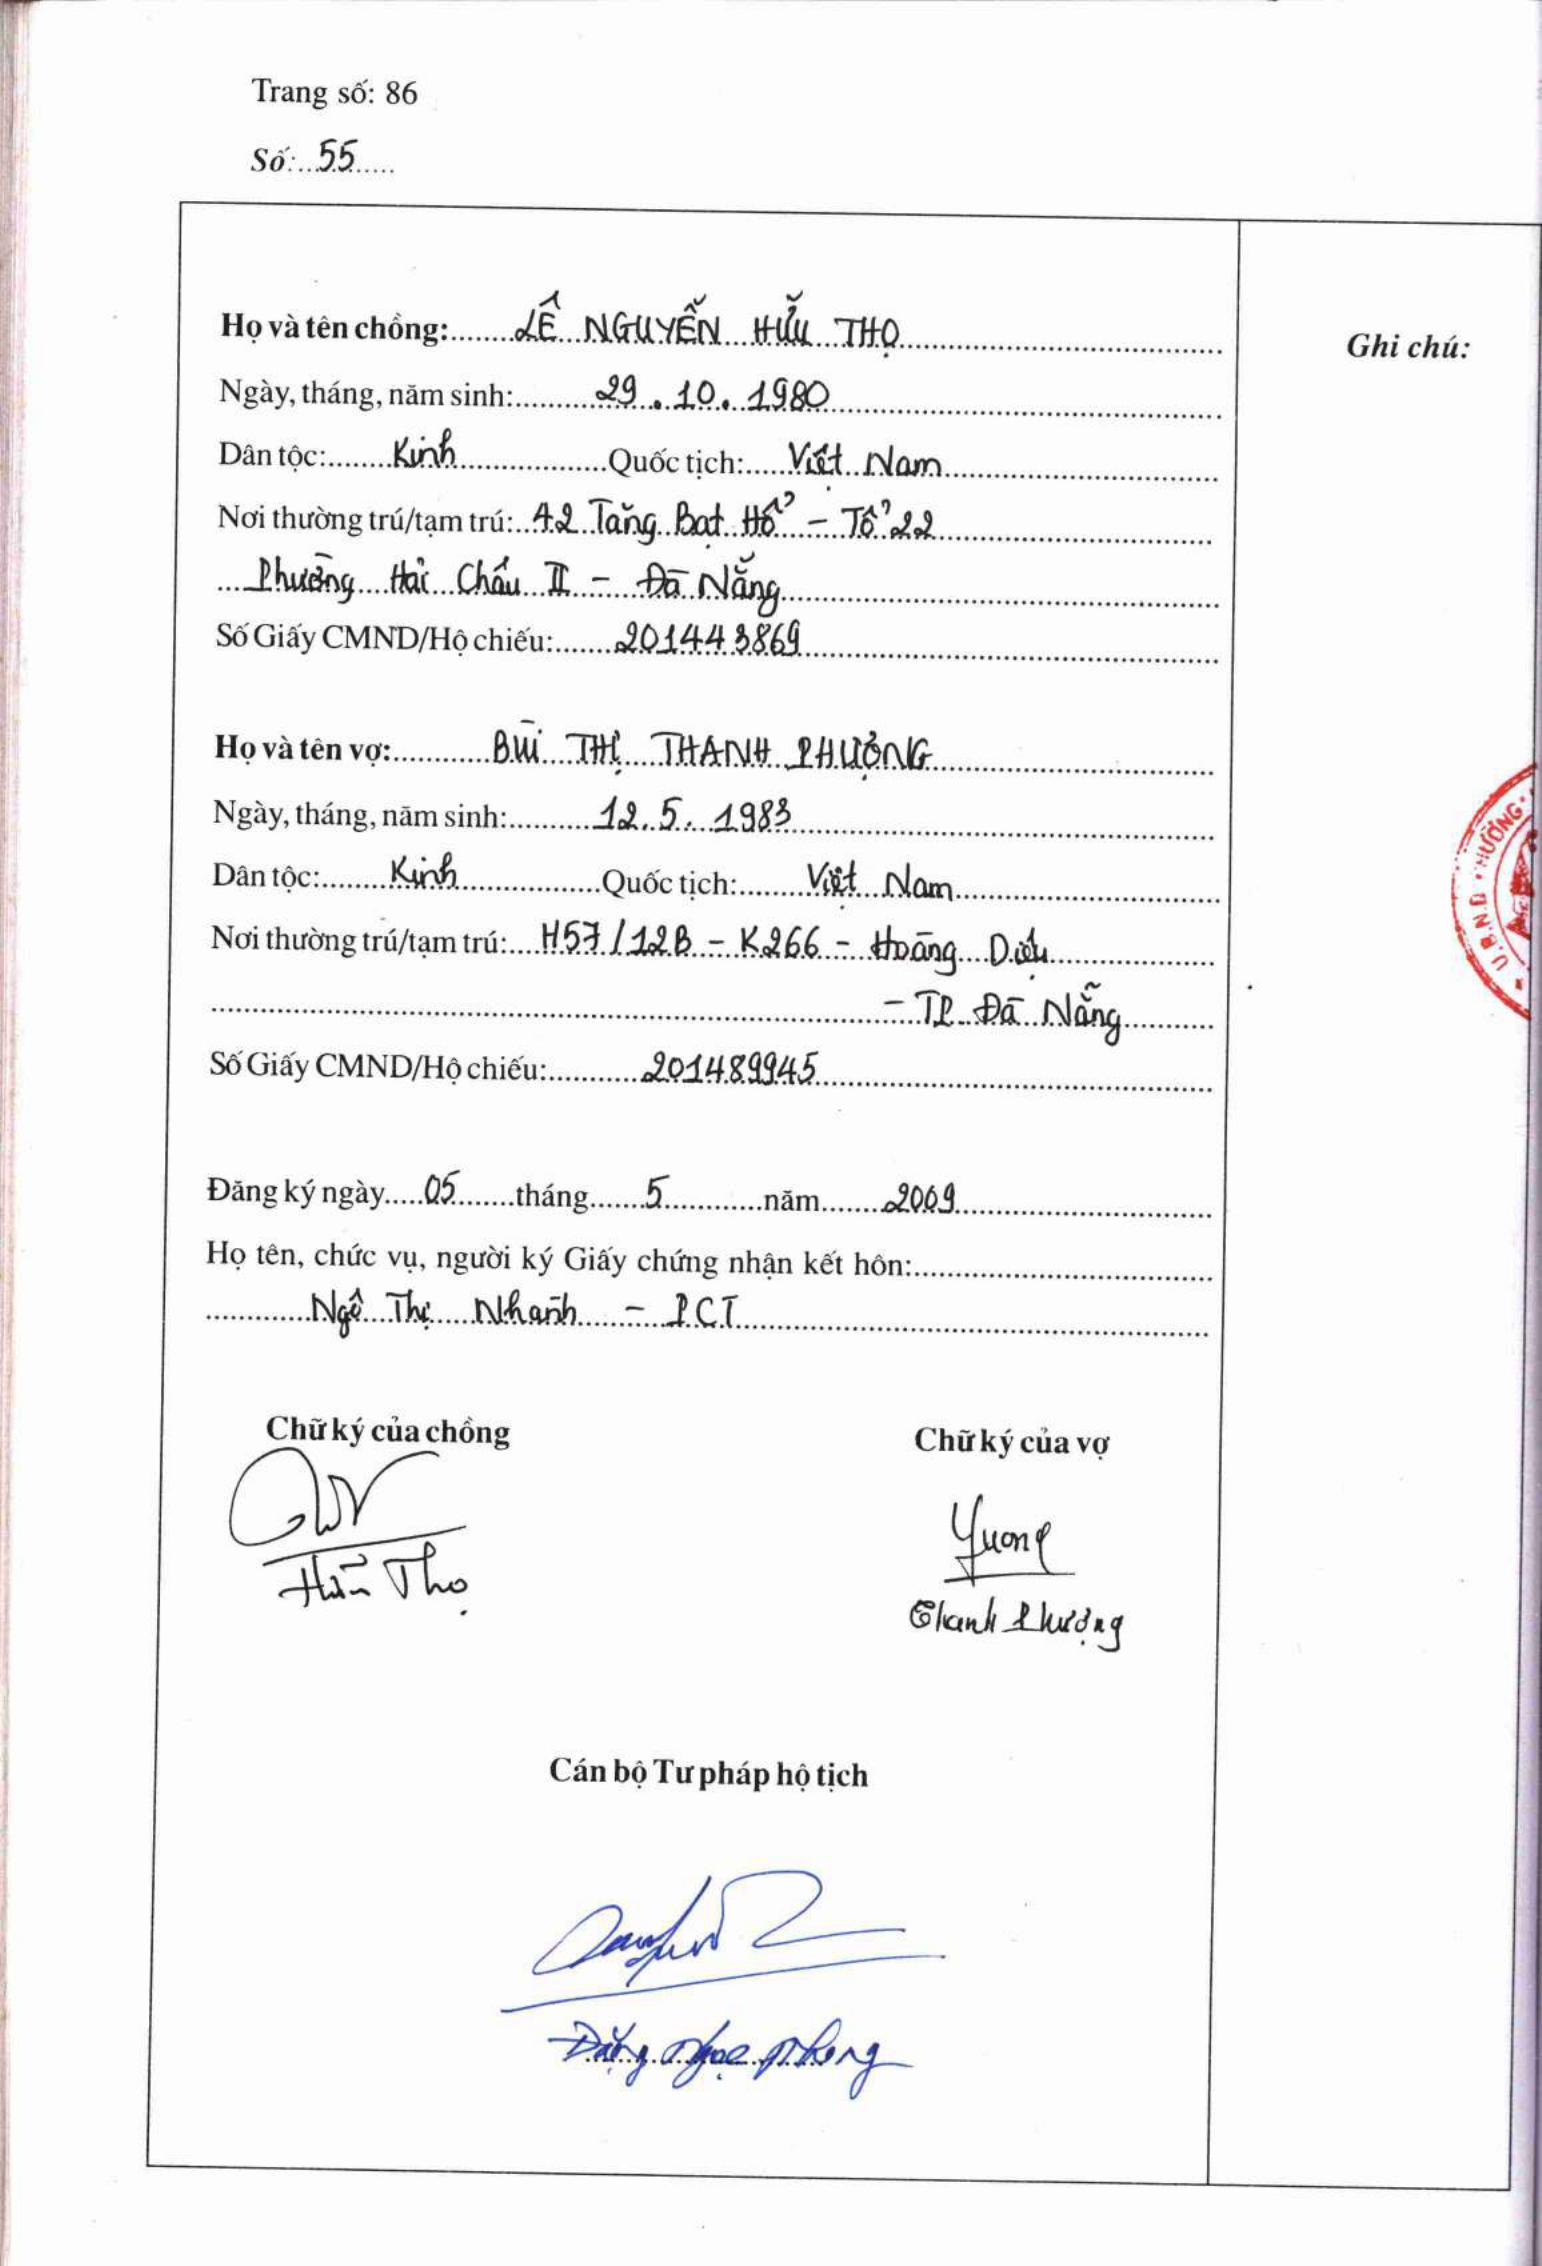 Trang số: 86
Số: 55
Họ và tên chồng: LÊ NGUYỄN HỮU THỌ
Ghi chú:
Ngày, tháng, năm sinh: 29.10.1980
Dân tộc: Kinh Quốc tịch: Việt Nam
Nơi thường trú/tạm trú: 42 Tăng Bạt Hổ - Tổ 22
Phường Hải Châu II - Đà Nẵng
Số Giấy CMND/Hộ chiếu: 201443869
Họ và tên vợ: BÙI THỊ THANH PHƯỢNG
Ngày, tháng, năm sinh: 12.5.1983
Dân tộc: Kinh Quốc tịch: Việt Nam
Nơi thường trú/tạm trú: H57/12B - K266 - Hoàng Diệu
- TP Đà Nẵng
Số Giấy CMND/Hộ chiếu: 201489945
U.B.N.D PHƯỜNG
Đăng ký ngày 05 tháng 5 năm 2009
Họ tên, chức vụ, người ký Giấy chứng nhận kết hôn:
Ngô Thị Nhành - PCT
Chữ ký của chồng Chữ ký của vợ
Hữu Thọ Thanh Phượng
Cán bộ Tư pháp hộ tịch
Đặng Ngọc Phong